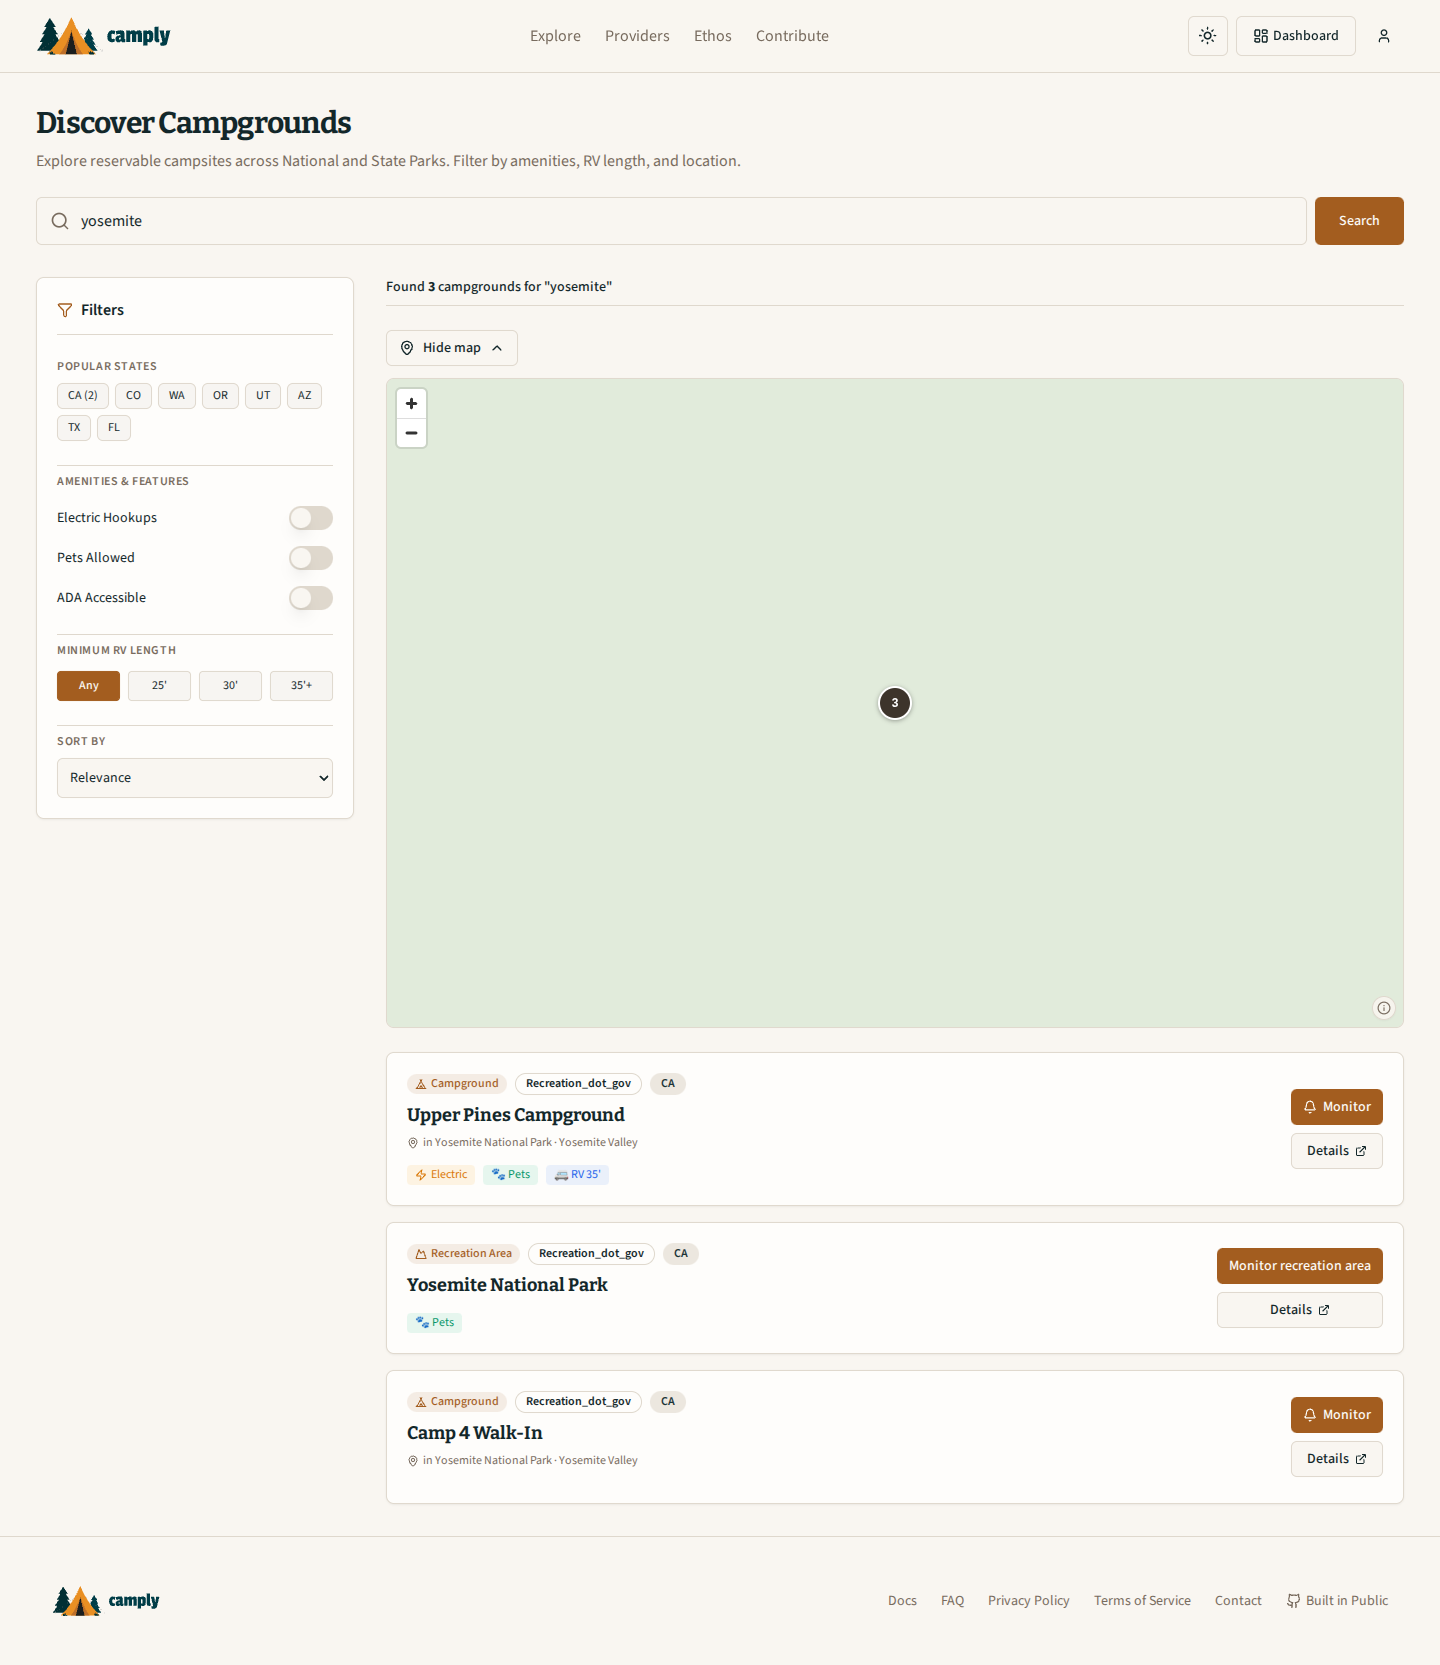 camply
Explore Providers Ethos Contribute
Dashboard
Discover Campgrounds
Explore reservable campsites across National and State Parks. Filter by amenities, RV length, and location.
yosemite
Search
Filters
POPULAR STATES
CA (2) CO WA OR UT AZ
TX FL
AMENITIES & FEATURES
Electric Hookups
Pets Allowed
ADA Accessible
MINIMUM RV LENGTH
Any 25' 30' 35'+
SORT BY
Relevance
Found 3 campgrounds for "yosemite"
Hide map
+
−
3
Campground Recreation_dot_gov CA
Upper Pines Campground
in Yosemite National Park · Yosemite Valley
Electric Pets RV 35'
Monitor
Details
Recreation Area Recreation_dot_gov CA
Yosemite National Park
Pets
Monitor recreation area
Details
Campground Recreation_dot_gov CA
Camp 4 Walk-In
in Yosemite National Park · Yosemite Valley
Monitor
Details
camply
Docs FAQ Privacy Policy Terms of Service Contact Built in Public